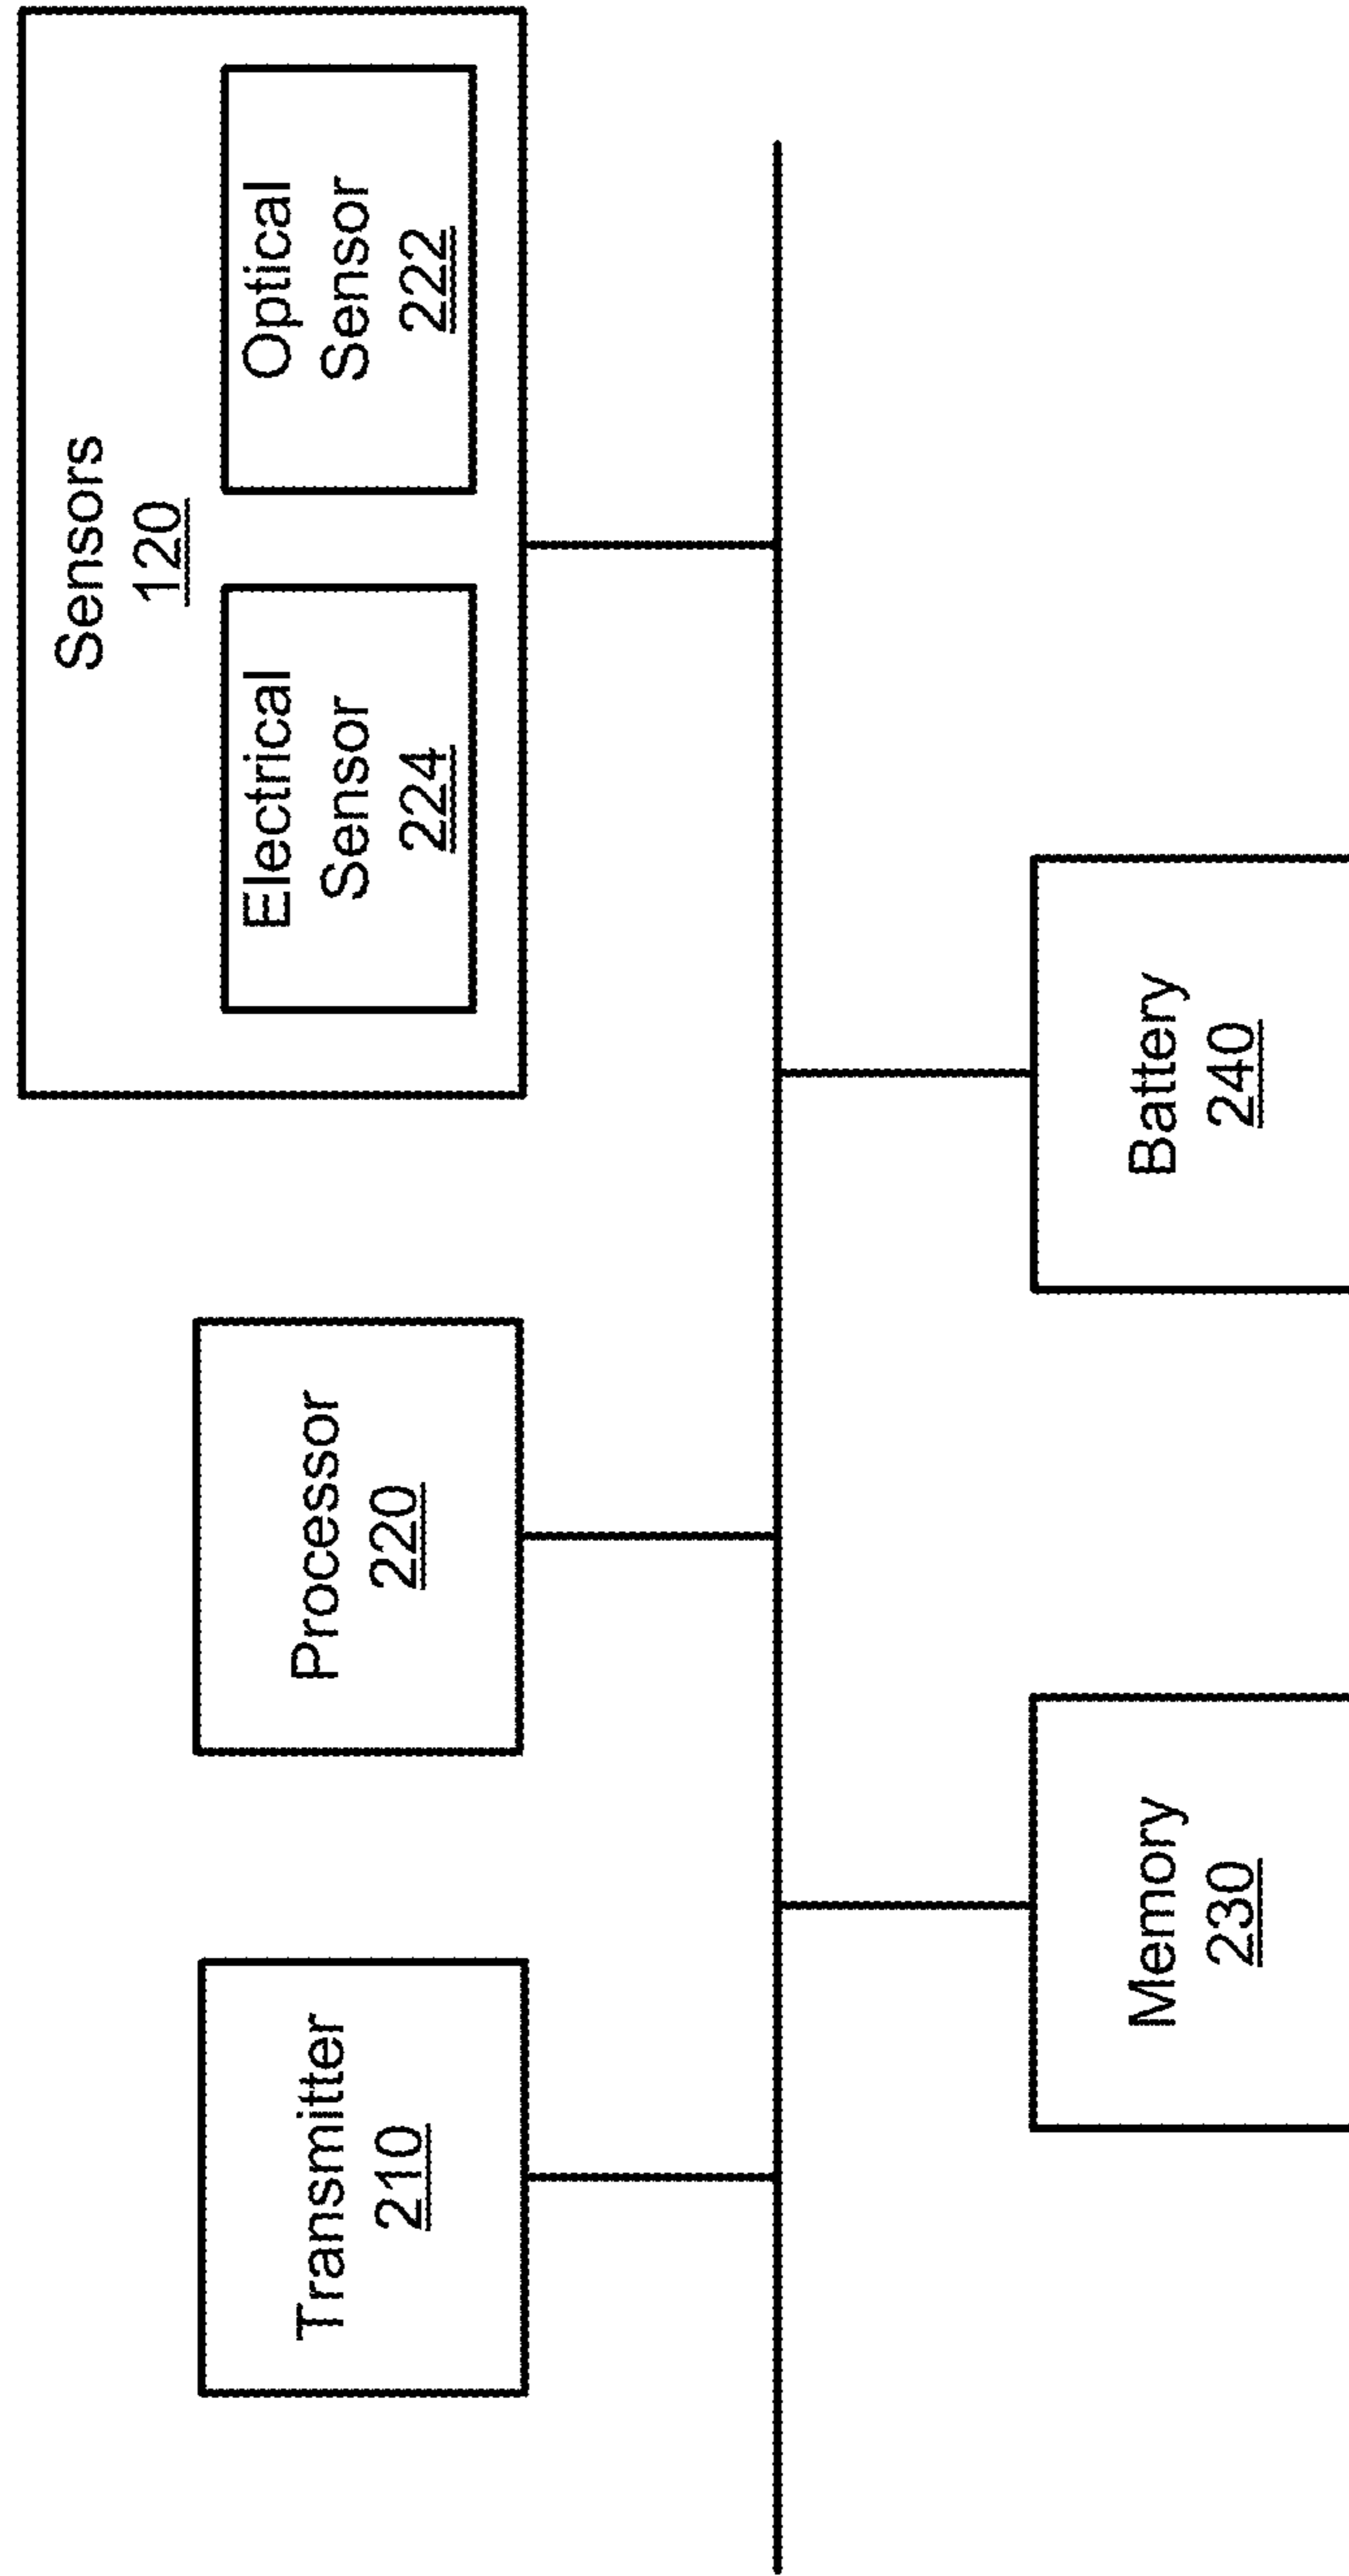 Sensors
120
Transmitter
210
Processor
220
Electrical
Sensor
224
Optical
Sensor
222
Memory
230
Battery
240